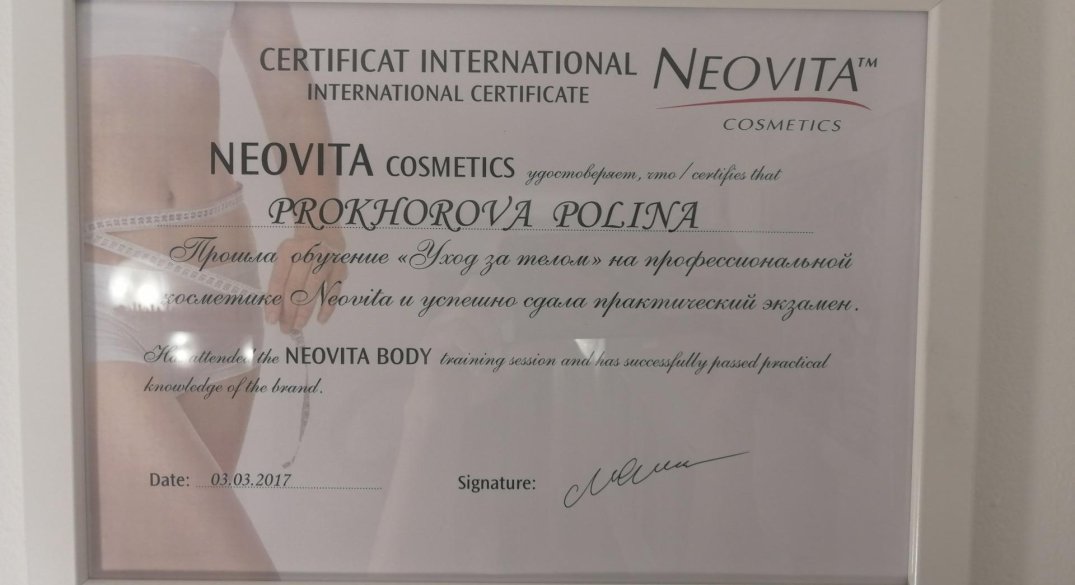 CERTIFICAT INTERNATIONAL
INTERNATIONAL CERTIFICATE
NEOVITA™
COSMETICS
NEOVITA COSMETICS удостоверяет, что / certifies that
PROKHOROVA POLINA
Прошла обучение «Уход за телом» на профессиональной
косметике Neovita и успешно сдала практический экзамен.
Has attended the NEOVITA BODY training session and has successfully passed practical
knowledge of the brand.
Date: 03.03.2017
Signature: